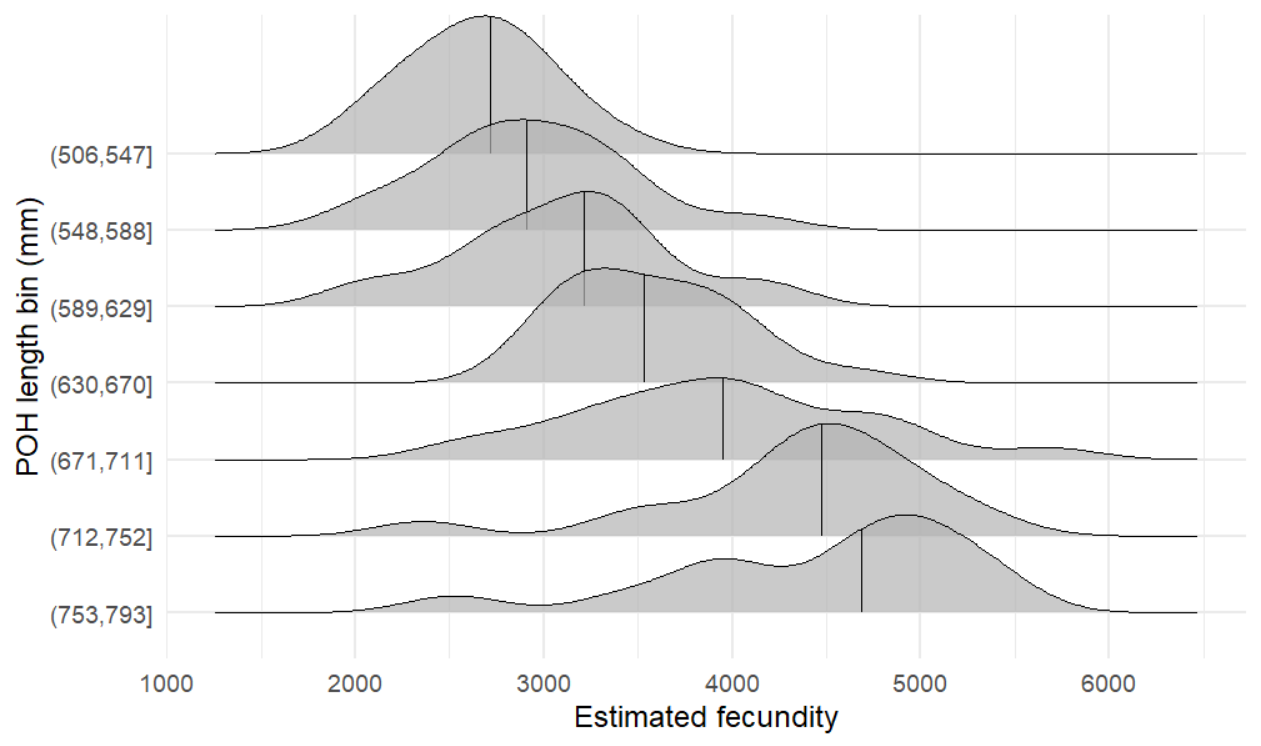 POH length bin (mm)
(506,547]
(548,588]
(589,629]
(630,670]
(671,711]
(712,752]
(753,793]
1000 2000 3000 4000 5000 6000
Estimated fecundity